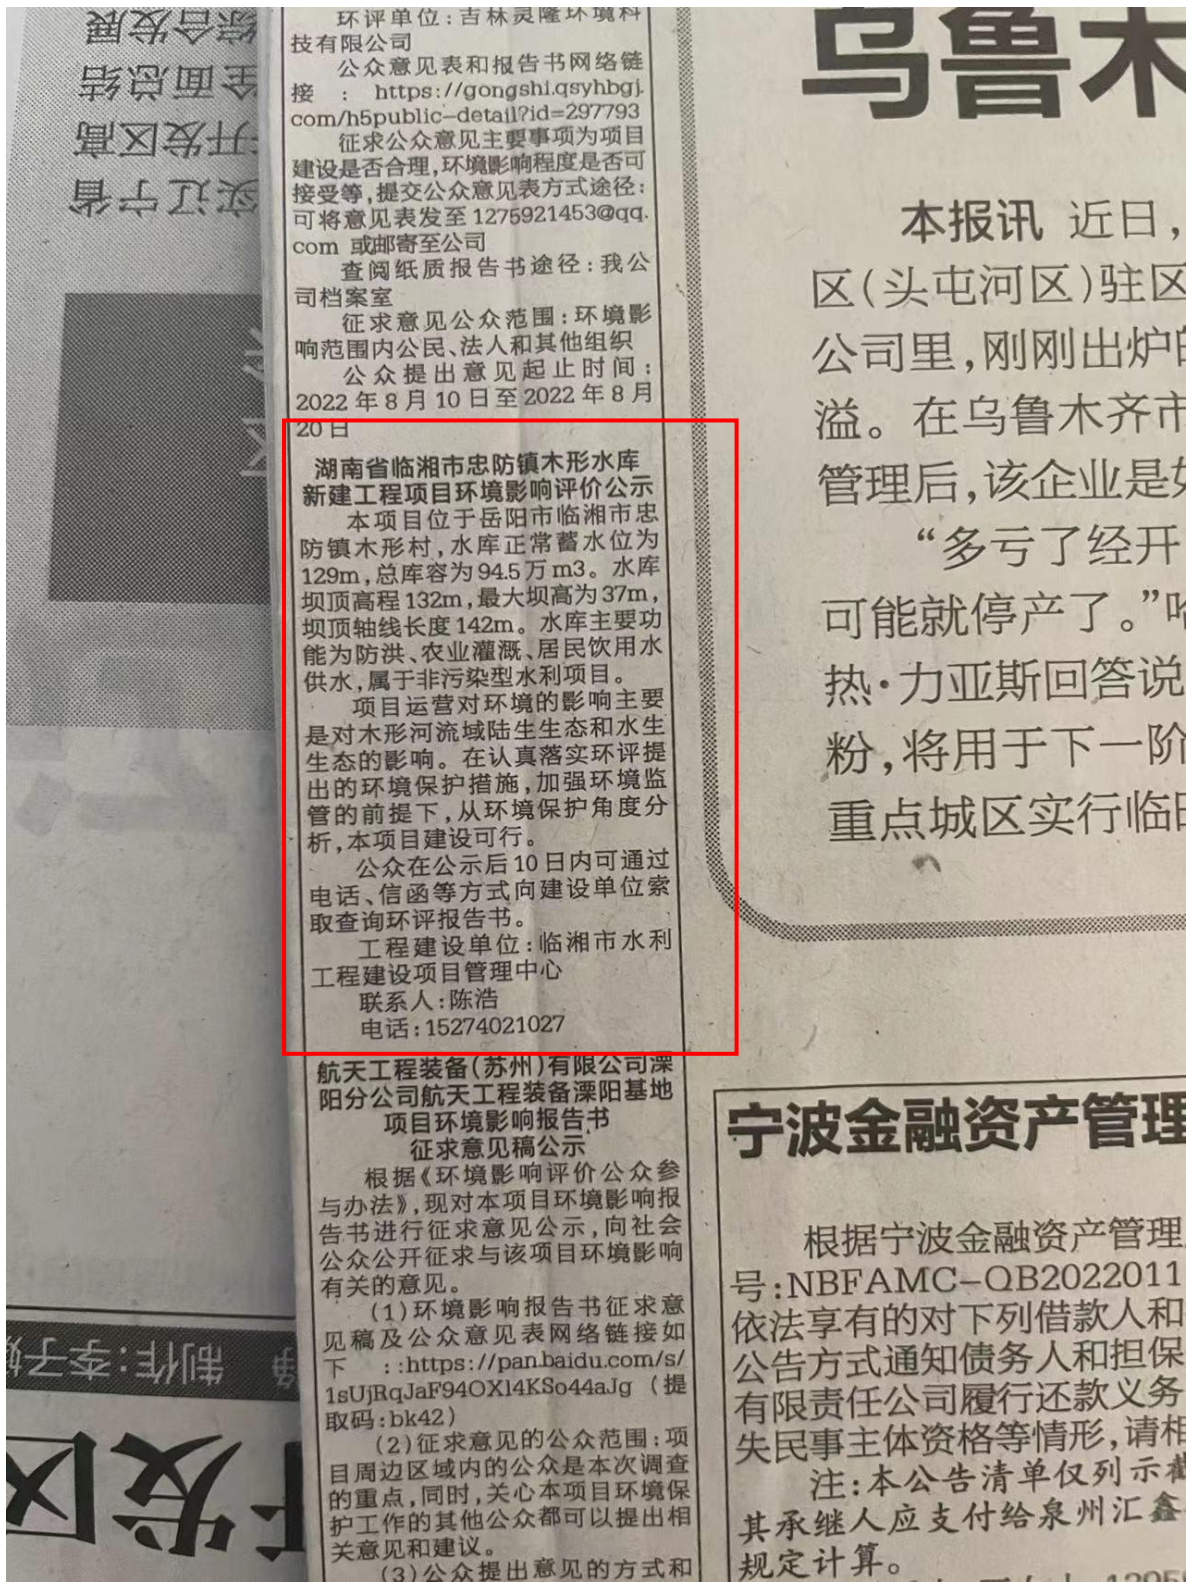 环评单位:吉林灵隆环境科
技有限公司
公众意见表和报告书网络链
接 : https://gongshi.qsyhbgj.
com/h5public-detail?id=297793
征求公众意见主要事项为项目
建设是否合理,环境影响程度是否可
接受等,提交公众意见表方式途径:
可将意见表发至1275921453@qq.
com 或邮寄至公司
查阅纸质报告书途径:我公
司档案室
征求意见公众范围:环境影
响范围内公民、法人和其他组织
公众提出意见起止时间:
2022年8月10日至2022年8月
20日
湖南省临湘市忠防镇木形水库
新建工程项目环境影响评价公示
本项目位于岳阳市临湘市忠
防镇木形村,水库正常蓄水位为
129m,总库容为94.5万m3。水库
坝顶高程132m,最大坝高为37m,
坝顶轴线长度142m。水库主要功
能为防洪、农业灌溉、居民饮用水
供水,属于非污染型水利项目。
项目运营对环境的影响主要
是对木形河流域陆生生态和水生
生态的影响。在认真落实环评提
出的环境保护措施,加强环境监
管的前提下,从环境保护角度分
析,本项目建设可行。
公众在公示后10日内可通过
电话、信函等方式向建设单位索
取查询环评报告书。
工程建设单位:临湘市水利
工程建设项目管理中心
联系人:陈浩
电话:15274021027
航天工程装备(苏州)有限公司溧
阳分公司航天工程装备溧阳基地
项目环境影响报告书
征求意见稿公示
根据《环境影响评价公众参
与办法》,现对本项目环境影响报
告书进行征求意见公示,向社会
公众公开征求与该项目环境影响
有关的意见。
(1)环境影响报告书征求意
见稿及公众意见表网络链接如
下 ::https://pan.baidu.com/s/
1sUjRqJaF94OXl4KSo44aJg (提
取码:bk42)
(2)征求意见的公众范围:项
目周边区域内的公众是本次调查
的重点,同时,关心本项目环境保
护工作的其他公众都可以提出相
关意见和建议。
(3)公众提出意见的方式和
乌鲁木
本报讯 近日,
区(头屯河区)驻区
公司里,刚刚出炉的
溢。在乌鲁木齐市
管理后,该企业是如
“多亏了经开
可能就停产了。”哈
热·力亚斯回答说
粉,将用于下一阶
重点城区实行临时
宁波金融资产管理
根据宁波金融资产管理
号:NBFAMC-QB2022011
依法享有的对下列借款人和
公告方式通知债务人和担保
有限责任公司履行还款义务
失民事主体资格等情形,请相
注:本公告清单仅列示截
其承继人应支付给泉州汇鑫
规定计算。
实辽宁省
开发区高
全面总结
综合发展
制作:李子
开发区